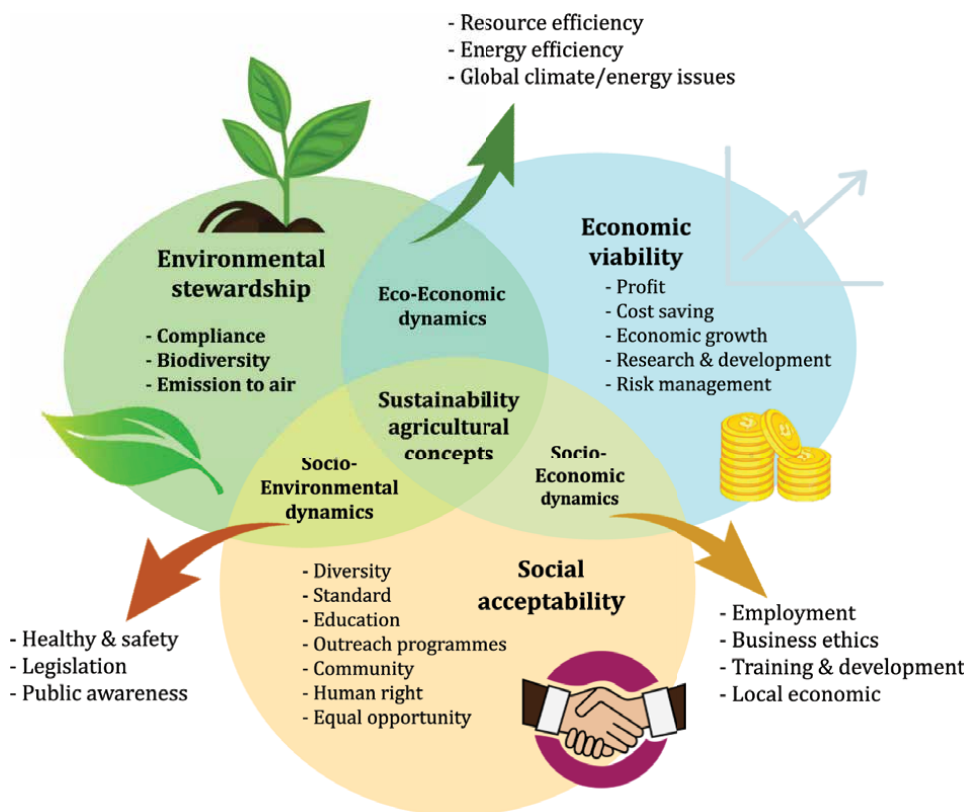 - Resource efficiency
- Energy efficiency
- Global climate/energy issues
Environmental
stewardship
- Compliance
- Biodiversity
- Emission to air
Eco-Economic
dynamics
Economic
viability
- Profit
- Cost saving
- Economic growth
- Research & development
- Risk management
Sustainability
agricultural
concepts
Socio-
Environmental
dynamics
Socio-
Economic
dynamics
- Diversity
- Standard
- Education
- Outreach programmes
- Community
- Human right
- Equal opportunity
Social
acceptability
- Healthy & safety
- Legislation
- Public awareness
- Employment
- Business ethics
- Training & development
- Local economic